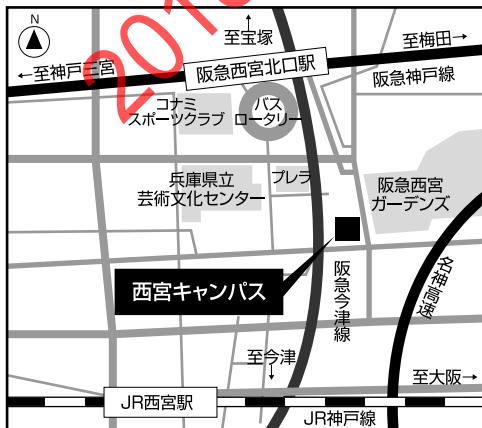 N
至宝塚
至梅田→
←至神戸三宮
阪急西宮北口駅
阪急神戸線
コナミ
スポーツクラブ
バス
ロータリー
兵庫県立
芸術文化センター
プレラ
阪急西宮
ガーデンズ
西宮キャンパス
阪急今津線
名神高速
至今津
至大阪→
JR西宮駅
JR神戸線